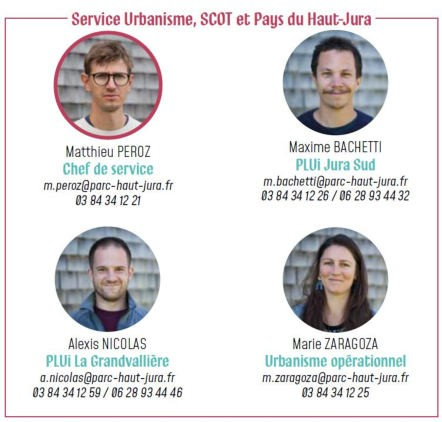 Service Urbanisme, SCOT et Pays du Haut-Jura
Matthieu PEROZ
Chef de service
m.peroz@parc-haut-jura.fr
03 84 34 12 21
Maxime BACHETTI
PLUi Jura Sud
m.bachetti@parc-haut-jura.fr
03 84 34 12 26 / 06 28 93 44 32
Alexis NICOLAS
PLUi La Grandvallière
a.nicolas@parc-haut-jura.fr
03 84 34 12 59 / 06 28 93 44 46
Marie ZARAGOZA
Urbanisme opérationnel
m.zaragoza@parc-haut-jura.fr
03 84 34 12 25